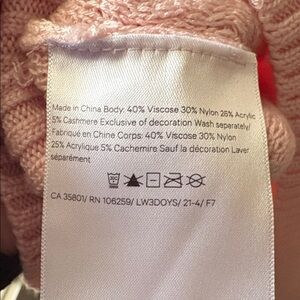 Made in China Body: 40% Viscose 30% Nylon 25% Acrylic
5% Cashmere Exclusive of decoration Wash separately/
Fabriqué en Chine Corps: 40% Viscose 30% Nylon
25% Acrylique 5% Cachemire Sauf la décoration Laver
séparément
CA 35801/ RN 106259/ LW3DOYS/ 21-4/ F7